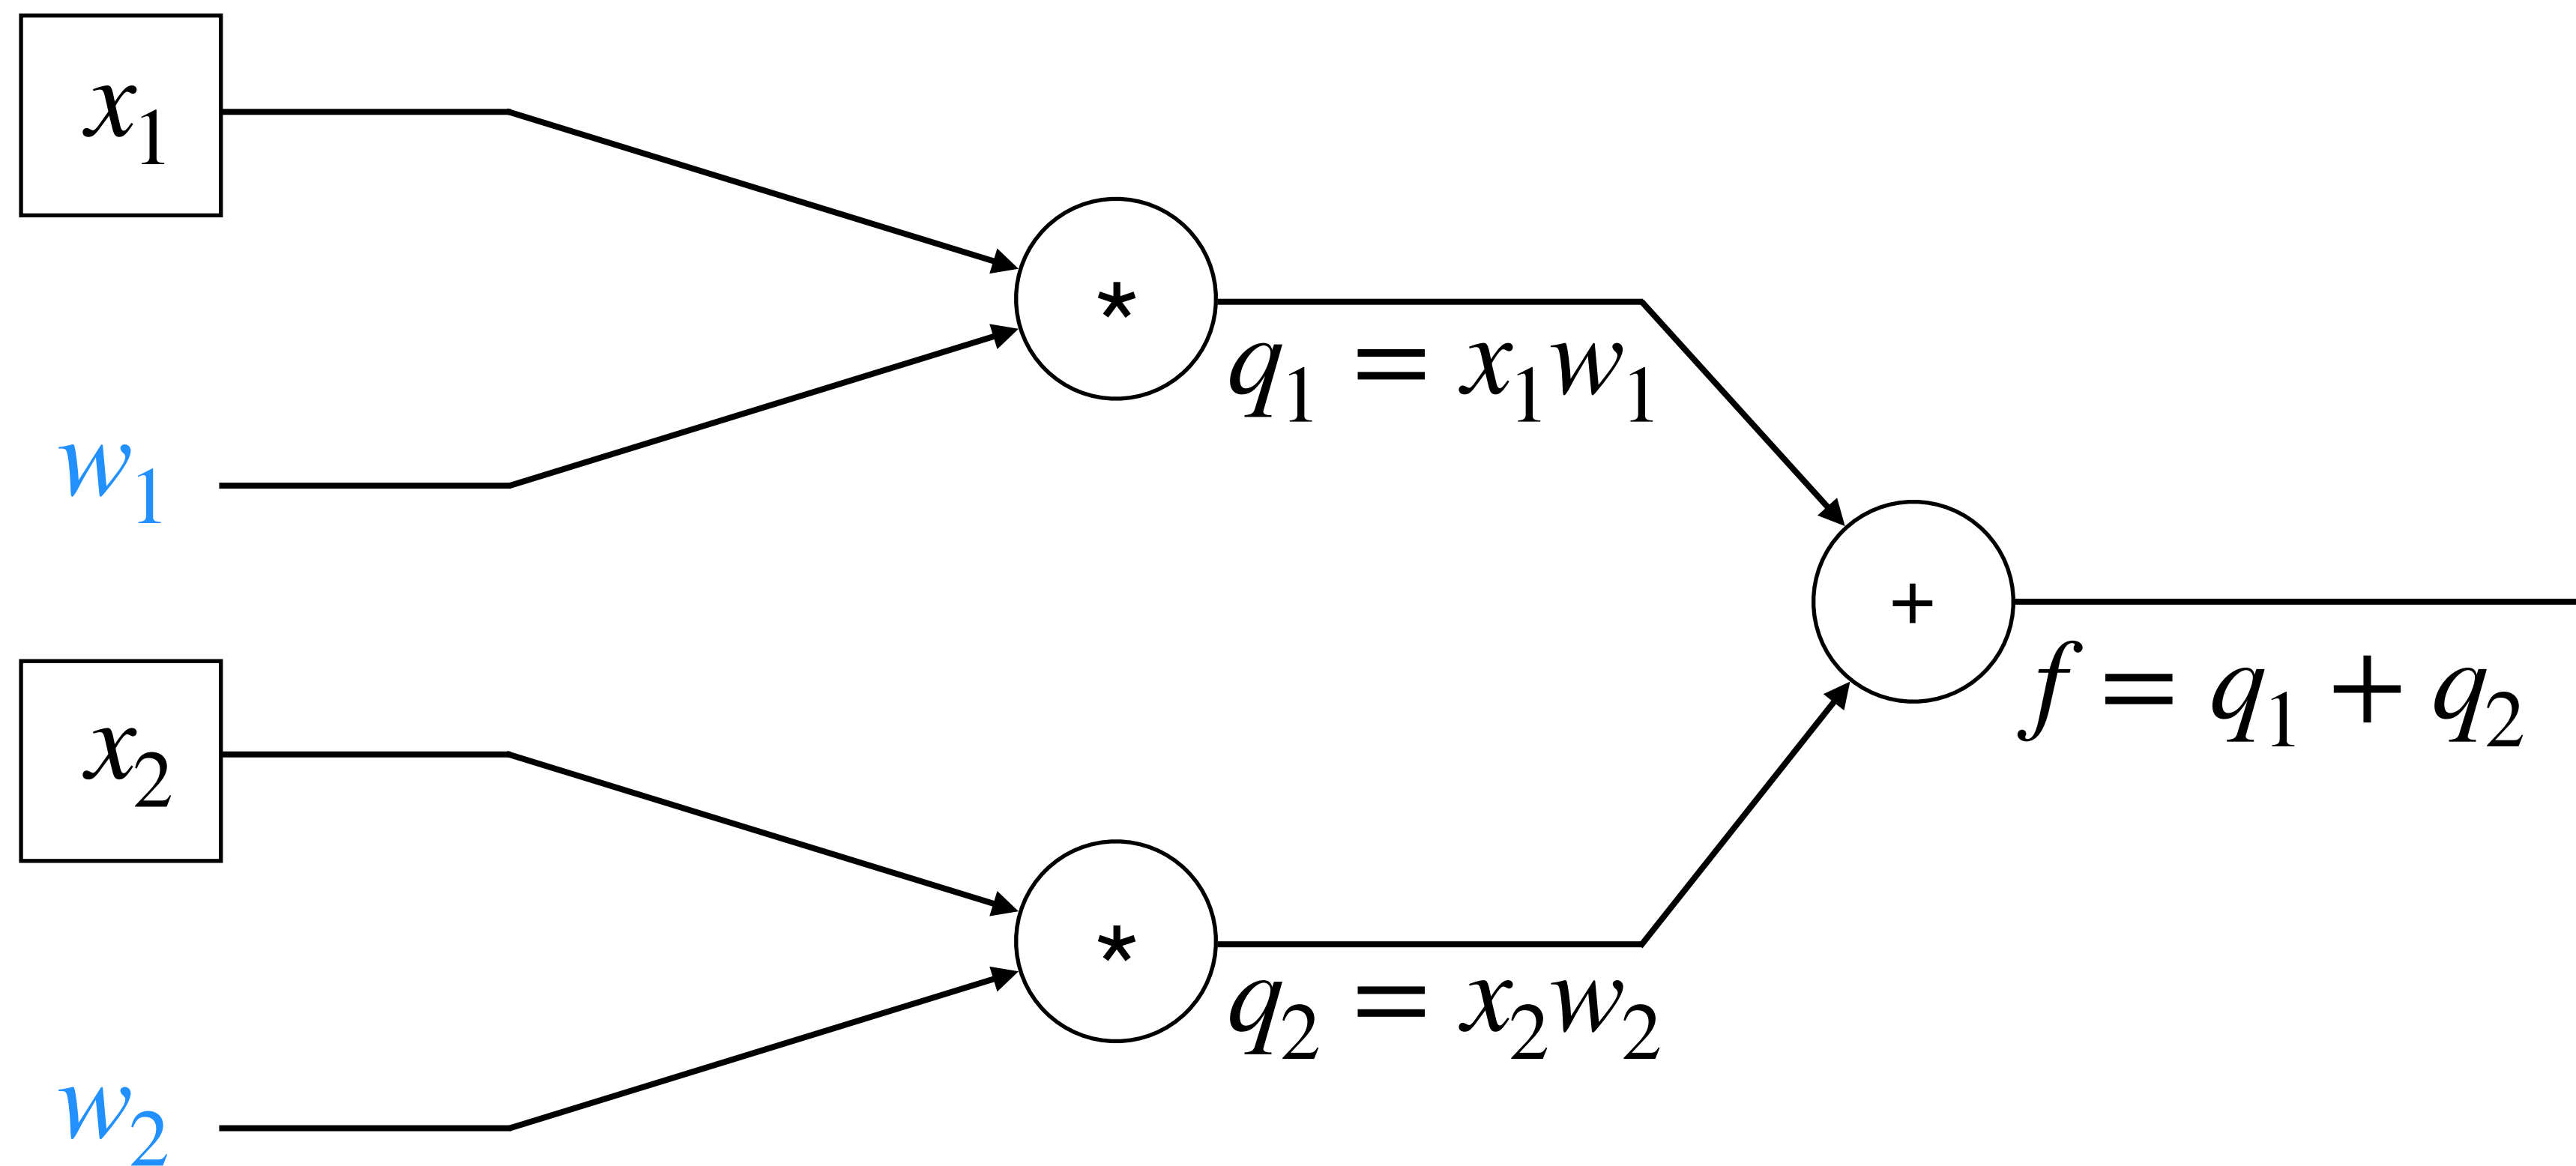 x₁
*
q₁ = x₁w₁
w₁
+
f = q₁ + q₂
x₂
*
q₂ = x₂w₂
w₂